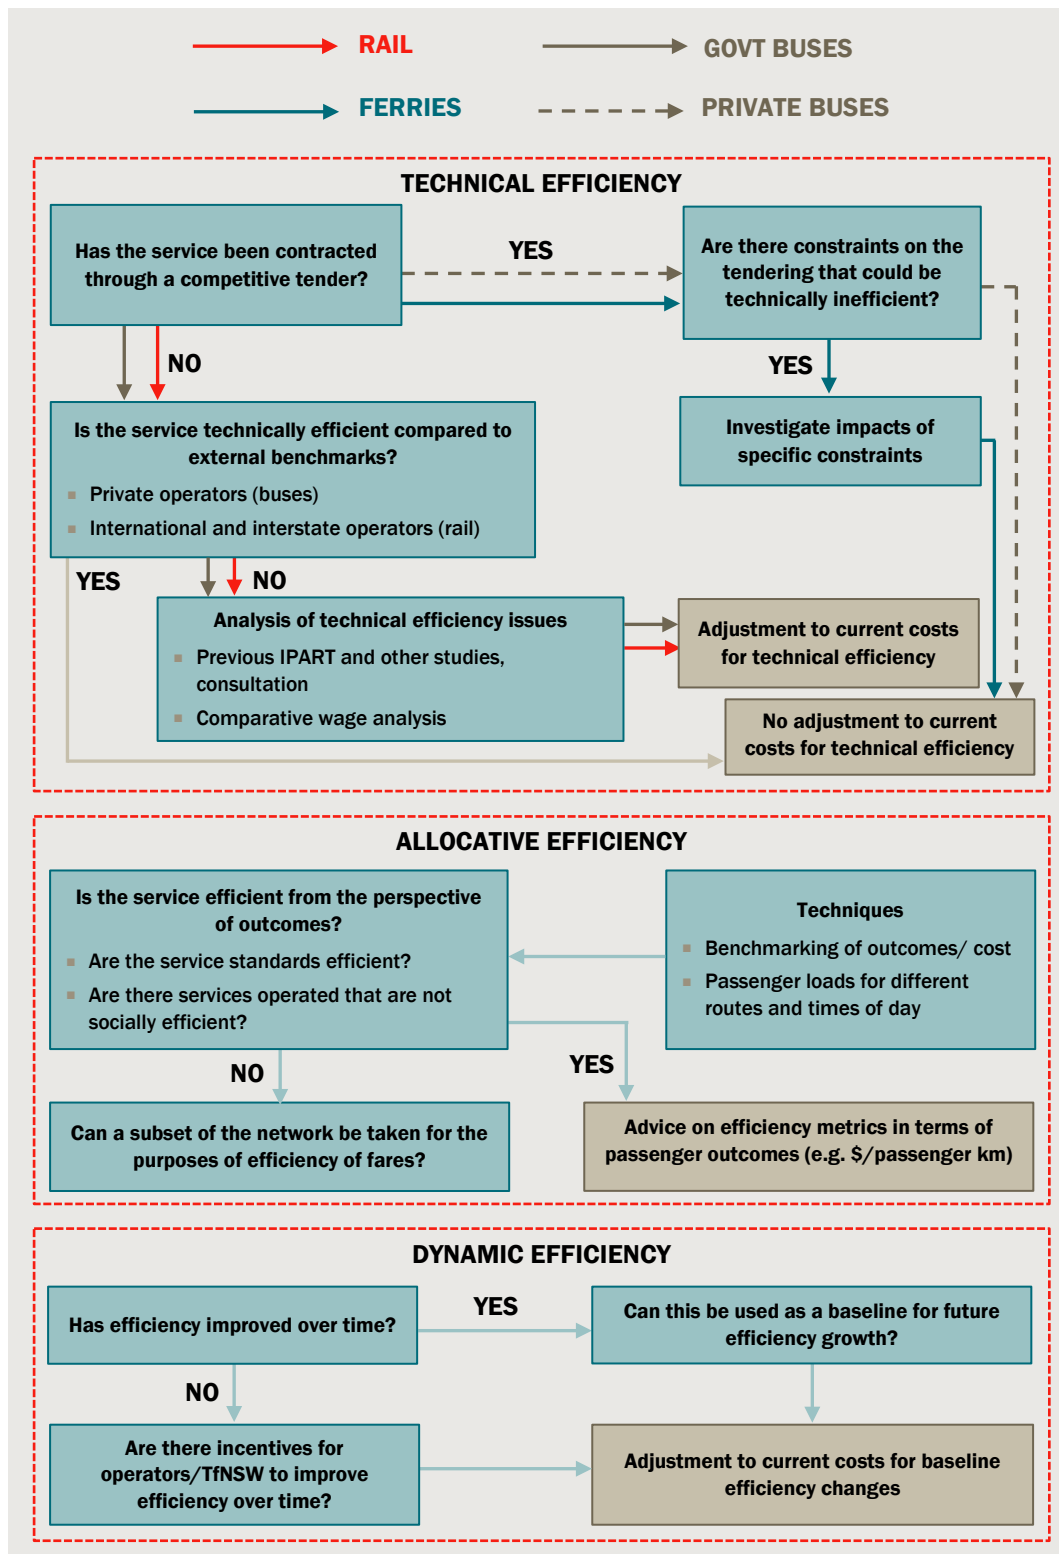 RAIL
GOVT BUSES
FERRIES
PRIVATE BUSES
TECHNICAL EFFICIENCY
Has the service been contracted
through a competitive tender?
YES
Are there constraints on the
tendering that could be
technically inefficient?
NO
YES
Is the service technically efficient compared to
external benchmarks?
Private operators (buses)
International and interstate operators (rail)
Investigate impacts of
specific constraints
YES
NO
Analysis of technical efficiency issues
Previous IPART and other studies,
consultation
Comparative wage analysis
Adjustment to current costs
for technical efficiency
No adjustment to current
costs for technical efficiency
ALLOCATIVE EFFICIENCY
Is the service efficient from the perspective
of outcomes?
Are the service standards efficient?
Are there services operated that are not
socially efficient?
Techniques
Benchmarking of outcomes/ cost
Passenger loads for different
routes and times of day
NO
YES
Can a subset of the network be taken for the
purposes of efficiency of fares?
Advice on efficiency metrics in terms of
passenger outcomes (e.g. $/passenger km)
DYNAMIC EFFICIENCY
Has efficiency improved over time?
YES
Can this be used as a baseline for future
efficiency growth?
NO
Are there incentives for
operators/TfNSW to improve
efficiency over time?
Adjustment to current costs for baseline
efficiency changes